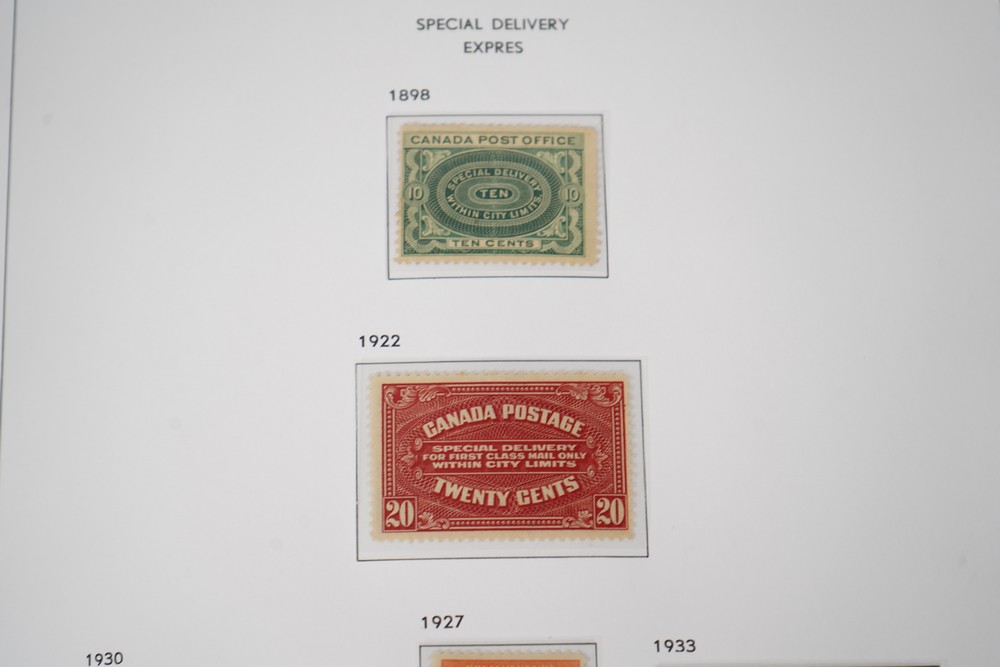 SPECIAL DELIVERY
EXPRES
1898
CANADA POST OFFICE
SPECIAL DELIVERY
10 TEN 10
WITHIN CITY LIMITS.
TEN CENTS
1922
CANADA POSTAGE
SPECIAL DELIVERY
FOR FIRST CLASS MAIL ONLY
WITHIN CITY LIMITS
TWENTY CENTS
20 20
1927
1930
1933